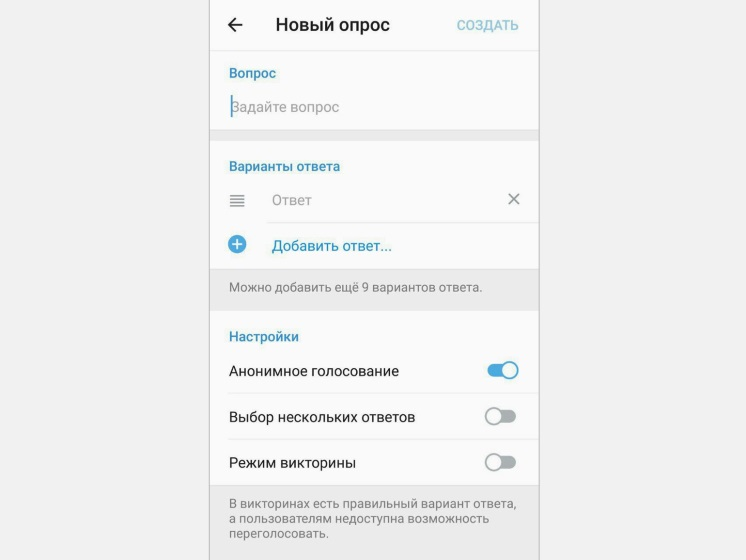 Новый опрос СОЗДАТЬ
Вопрос
Задайте вопрос
Варианты ответа
Ответ
Добавить ответ...
Можно добавить ещё 9 вариантов ответа.
Настройки
Анонимное голосование
Выбор нескольких ответов
Режим викторины
В викторинах есть правильный вариант ответа,
а пользователям недоступна возможность
переголосовать.